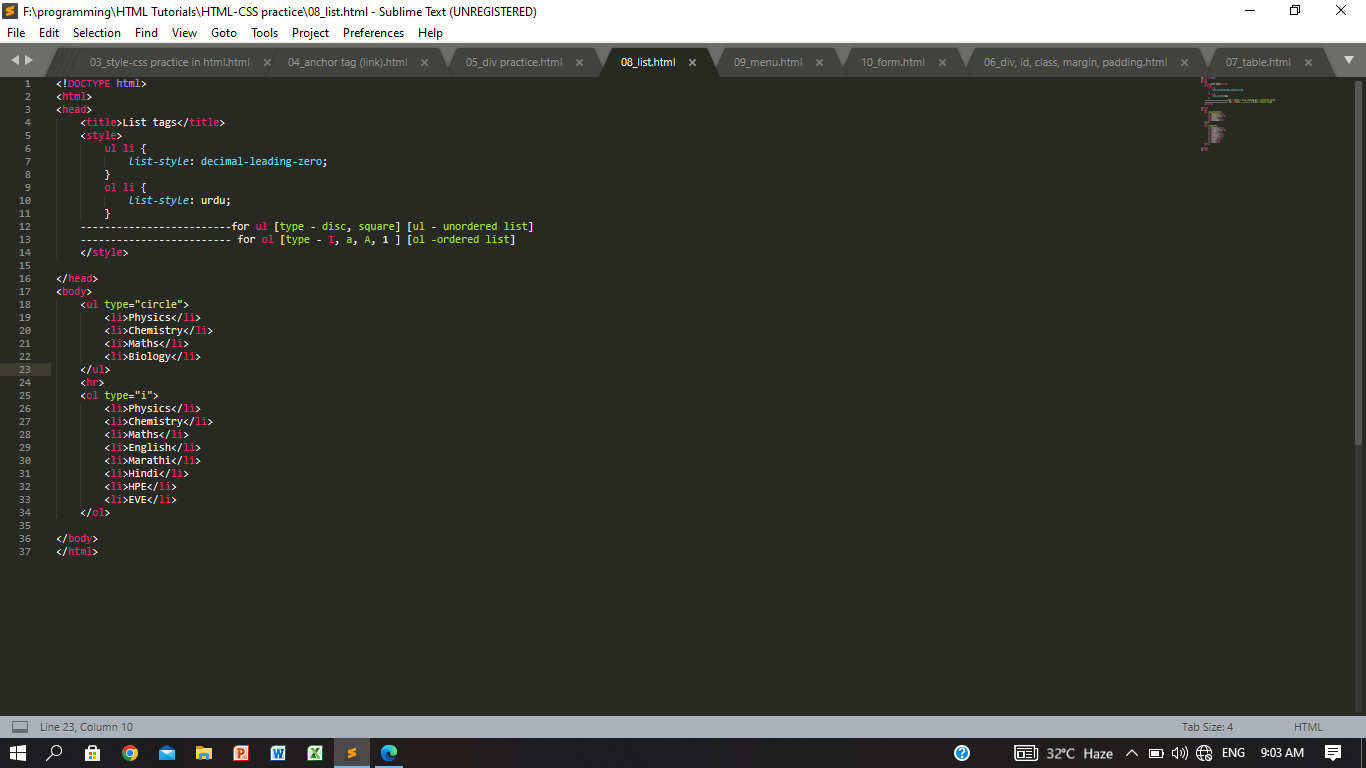 F:\programming\HTML Tutorials\HTML-CSS practice\08_list.html - Sublime Text (UNREGISTERED)
File Edit Selection Find View Goto Tools Project Preferences Help
03_style-css practice in html.html 04_anchor tag (link).html 05_div practice.html 08_list.html 09_menu.html 10_form.html 06_div, id, class, margin, padding.html 07_table.html
1 <!DOCTYPE html>
2 <html>
3 <head>
4 <title>List tags</title>
5 <style>
6 ul li {
7 list-style: decimal-leading-zero;
8 }
9 ol li {
10 list-style: urdu;
11 }
12 -------------------------for ul [type - disc, square] [ul - unordered list]
13 ------------------------- for ol [type - I, a, A, 1 ] [ol -ordered list]
14 </style>
15
16 </head>
17 <body>
18 <ul type="circle">
19 <li>Physics</li>
20 <li>Chemistry</li>
21 <li>Maths</li>
22 <li>Biology</li>
23 </ul>
24 <hr>
25 <ol type="i">
26 <li>Physics</li>
27 <li>Chemistry</li>
28 <li>Maths</li>
29 <li>English</li>
30 <li>Marathi</li>
31 <li>Hindi</li>
32 <li>HPE</li>
33 <li>EVE</li>
34 </ol>
35
36 </body>
37 </html>
Line 23, Column 10 Tab Size: 4 HTML
32°C Haze ENG 9:03 AM